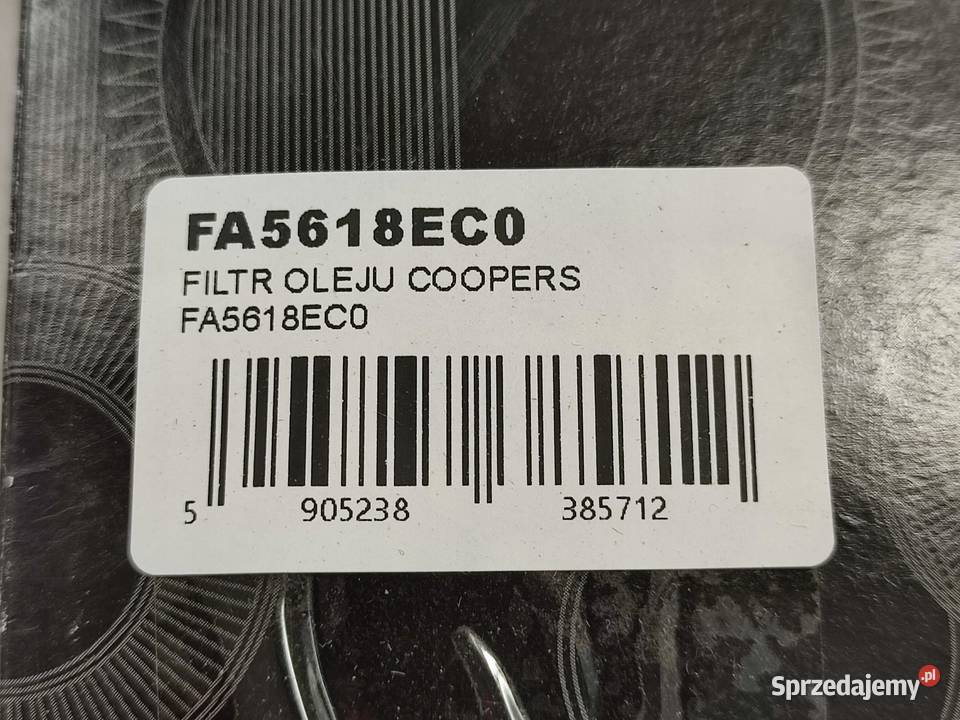 FA5618EC0
FILTR OLEJU COOPERS
FA5618EC0
5 905238 385712
Sprzedajemy.pl